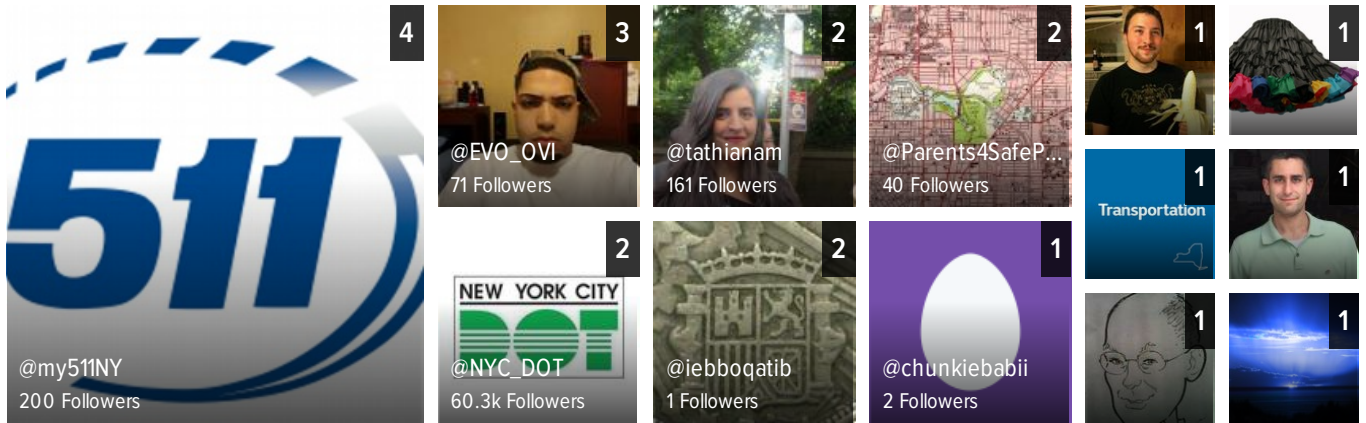 4
511
@my511NY
200 Followers
3
@EVO_OVI
71 Followers
2
@tathianam
161 Followers
2
@Parents4SafeP...
40 Followers
2
NEW YORK CITY
DOT
@NYC_DOT
60.3k Followers
2
@iebboqatib
1 Followers
1
@chunkiebabii
2 Followers
1
1
1
Transportation
1
1
1